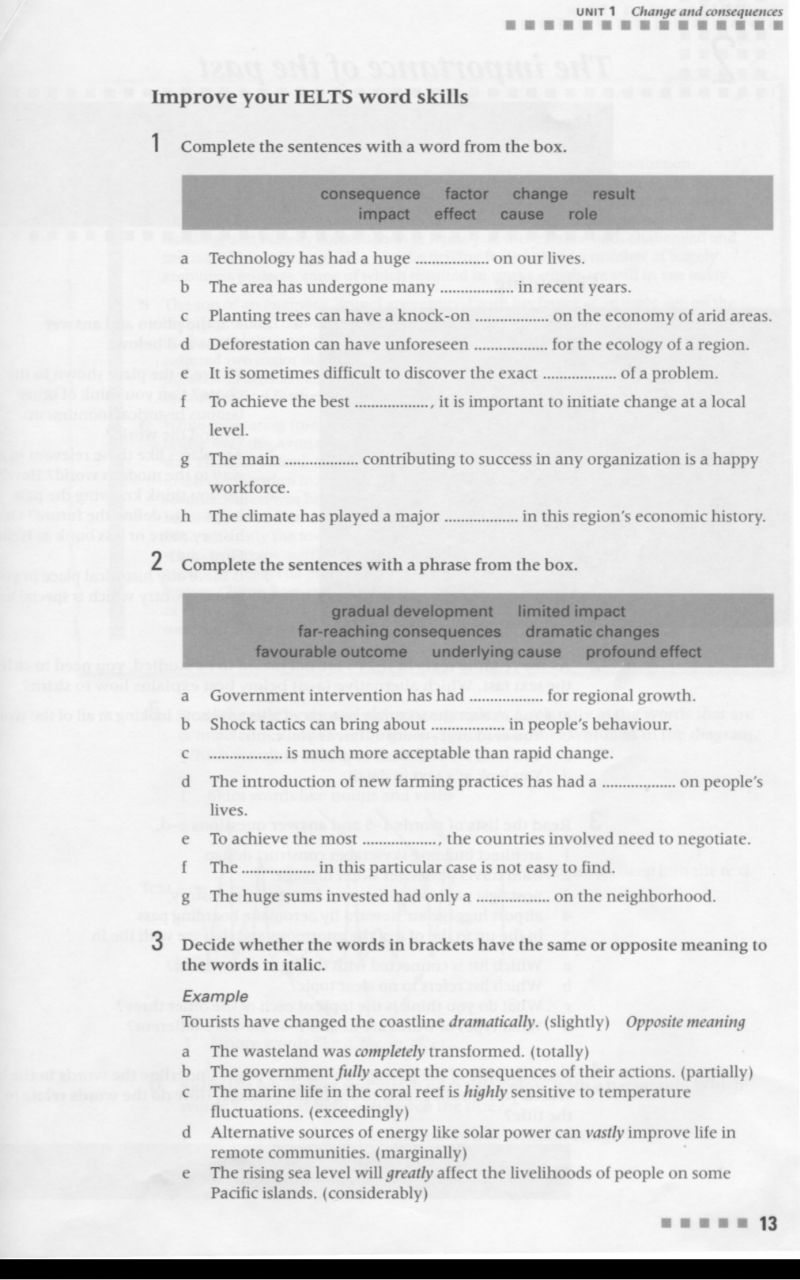 UNIT 1 Change and consequences
Improve your IELTS word skills
1 Complete the sentences with a word from the box.
consequence factor change result
impact effect cause role
a Technology has had a huge .................. on our lives.
b The area has undergone many .................. in recent years.
c Planting trees can have a knock-on .................. on the economy of arid areas.
d Deforestation can have unforeseen .................. for the ecology of a region.
e It is sometimes difficult to discover the exact .................. of a problem.
f To achieve the best .................., it is important to initiate change at a local
level.
g The main .................. contributing to success in any organization is a happy
workforce.
h The climate has played a major .................. in this region's economic history.
2 Complete the sentences with a phrase from the box.
gradual development limited impact
far-reaching consequences dramatic changes
favourable outcome underlying cause profound effect
a Government intervention has had .................. for regional growth.
b Shock tactics can bring about .................. in people's behaviour.
c .................. is much more acceptable than rapid change.
d The introduction of new farming practices has had a .................. on people's
lives.
e To achieve the most .................., the countries involved need to negotiate.
f The .................. in this particular case is not easy to find.
g The huge sums invested had only a .................. on the neighborhood.
3 Decide whether the words in brackets have the same or opposite meaning to
the words in italic.
Example
Tourists have changed the coastline dramatically. (slightly) Opposite meaning
a The wasteland was completely transformed. (totally)
b The government fully accept the consequences of their actions. (partially)
c The marine life in the coral reef is highly sensitive to temperature
fluctuations. (exceedingly)
d Alternative sources of energy like solar power can vastly improve life in
remote communities. (marginally)
e The rising sea level will greatly affect the livelihoods of people on some
Pacific islands. (considerably)
13